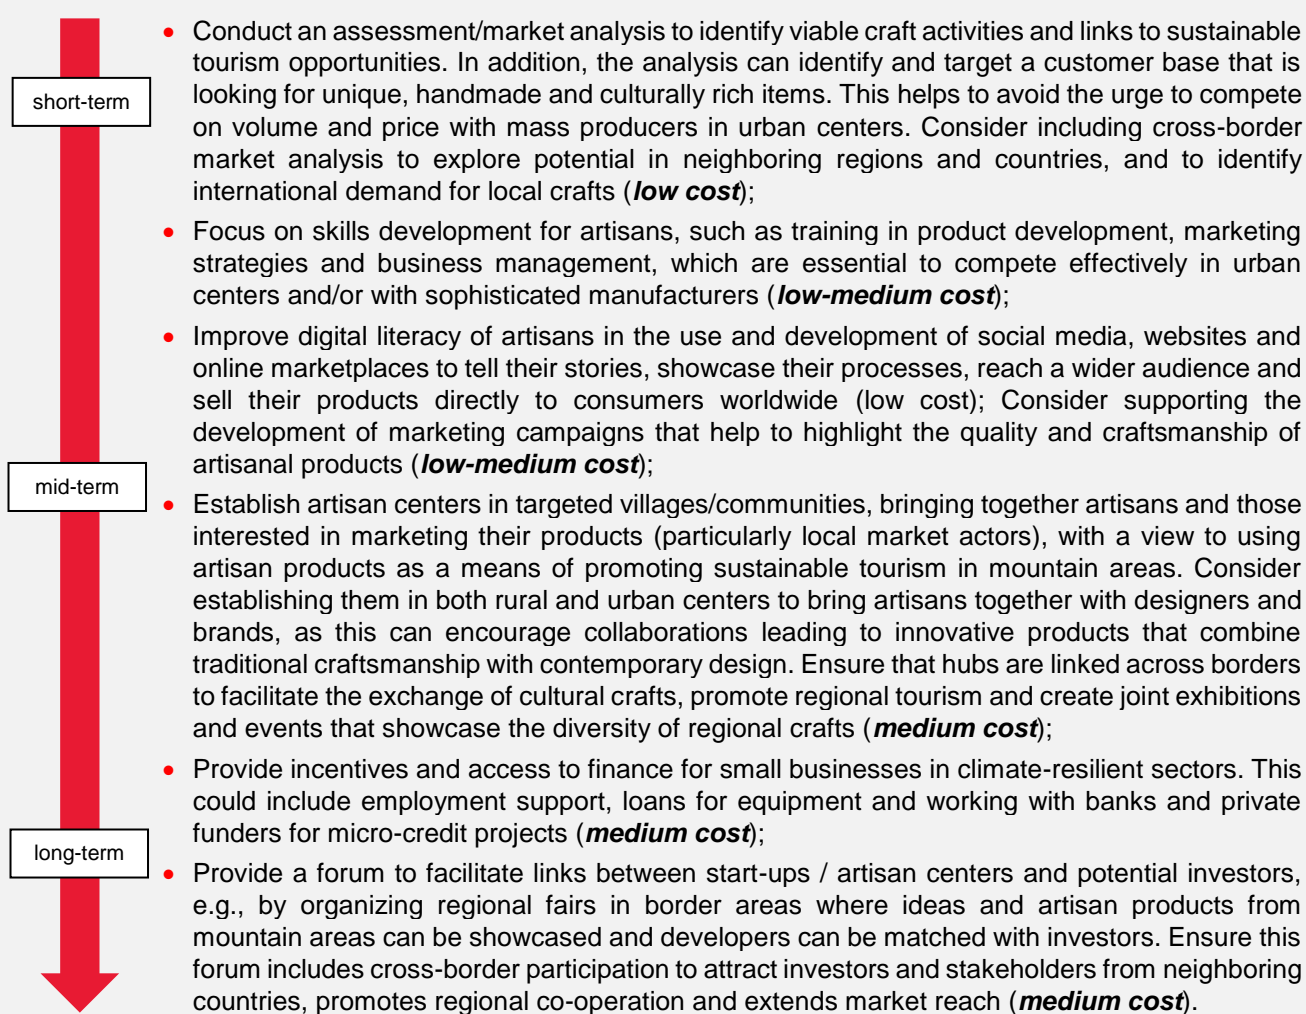 • Conduct an assessment/market analysis to identify viable craft activities and links to sustainable
tourism opportunities. In addition, the analysis can identify and target a customer base that is
short-term
looking for unique, handmade and culturally rich items. This helps to avoid the urge to compete
on volume and price with mass producers in urban centers. Consider including cross-border
market analysis to explore potential in neighboring regions and countries, and to identify
international demand for local crafts (low cost);
• Focus on skills development for artisans, such as training in product development, marketing
strategies and business management, which are essential to compete effectively in urban
centers and/or with sophisticated manufacturers (low-medium cost);
• Improve digital literacy of artisans in the use and development of social media, websites and
online marketplaces to tell their stories, showcase their processes, reach a wider audience and
sell their products directly to consumers worldwide (low cost); Consider supporting the
development of marketing campaigns that help to highlight the quality and craftsmanship of
artisanal products (low-medium cost);
mid-term
• Establish artisan centers in targeted villages/communities, bringing together artisans and those
interested in marketing their products (particularly local market actors), with a view to using
artisan products as a means of promoting sustainable tourism in mountain areas. Consider
establishing them in both rural and urban centers to bring artisans together with designers and
brands, as this can encourage collaborations leading to innovative products that combine
traditional craftsmanship with contemporary design. Ensure that hubs are linked across borders
to facilitate the exchange of cultural crafts, promote regional tourism and create joint exhibitions
and events that showcase the diversity of regional crafts (medium cost);
• Provide incentives and access to finance for small businesses in climate-resilient sectors. This
could include employment support, loans for equipment and working with banks and private
funders for micro-credit projects (medium cost);
long-term
• Provide a forum to facilitate links between start-ups / artisan centers and potential investors,
e.g., by organizing regional fairs in border areas where ideas and artisan products from
mountain areas can be showcased and developers can be matched with investors. Ensure this
forum includes cross-border participation to attract investors and stakeholders from neighboring
countries, promotes regional co-operation and extends market reach (medium cost).